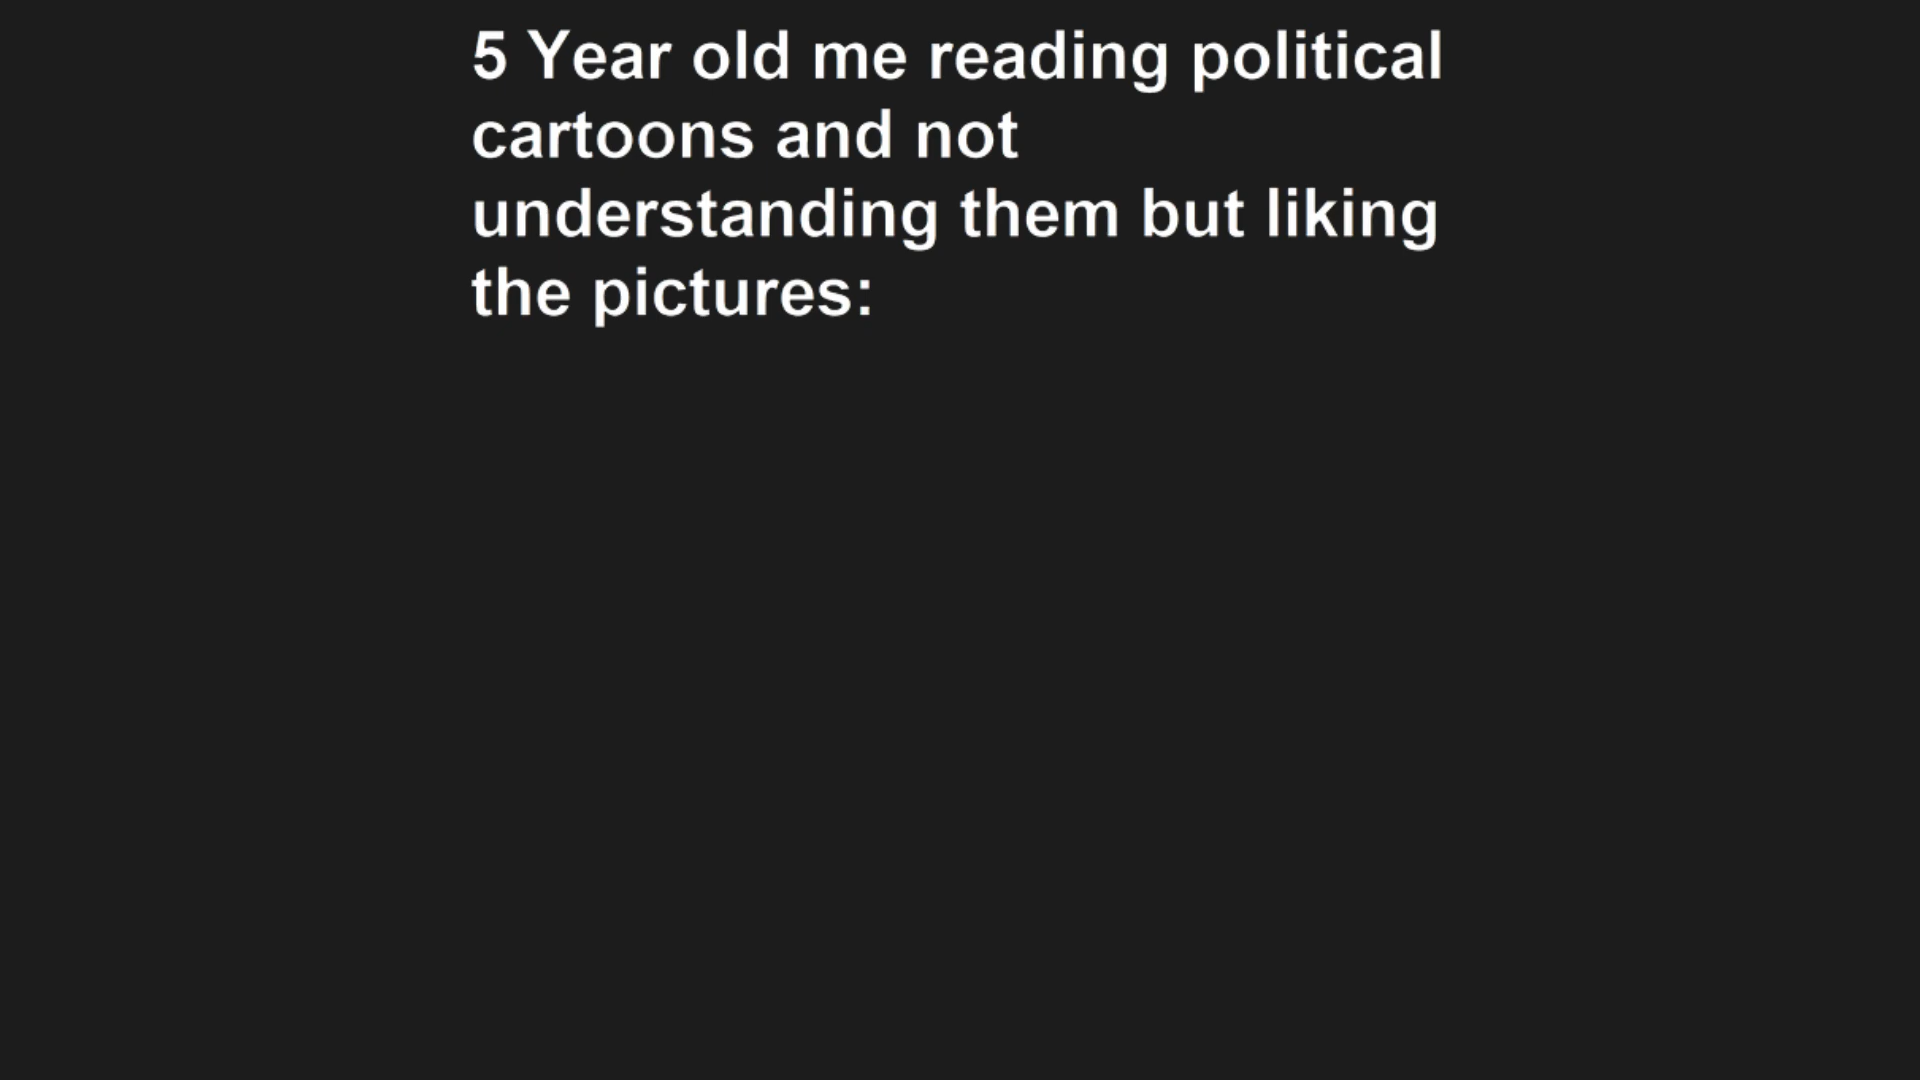 5 Year old me reading political
cartoons and not
understanding them but liking
the pictures: